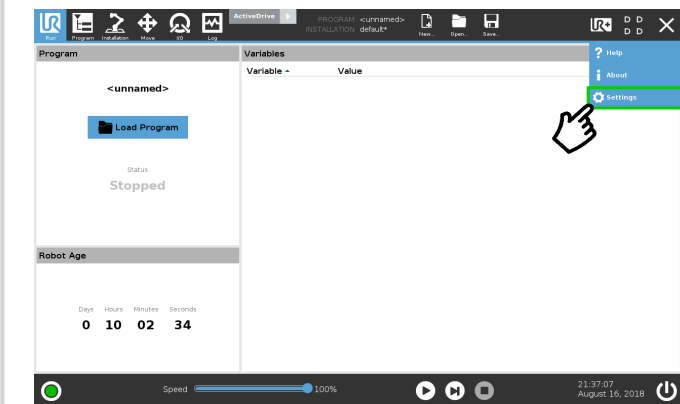 UR
Run
Program
Installation
Move
I/O
Log
ActiveDrive
PROGRAM <unnamed>
INSTALLATION default*
New...
Open...
Save...
UR+
D D
D D
Program
<unnamed>
Load Program
Status
Stopped
Variables
Variable
Value
Help
About
Settings
Robot Age
Days Hours Minutes Seconds
0 10 02 34
Speed
100%
21:37:07
August 16, 2018